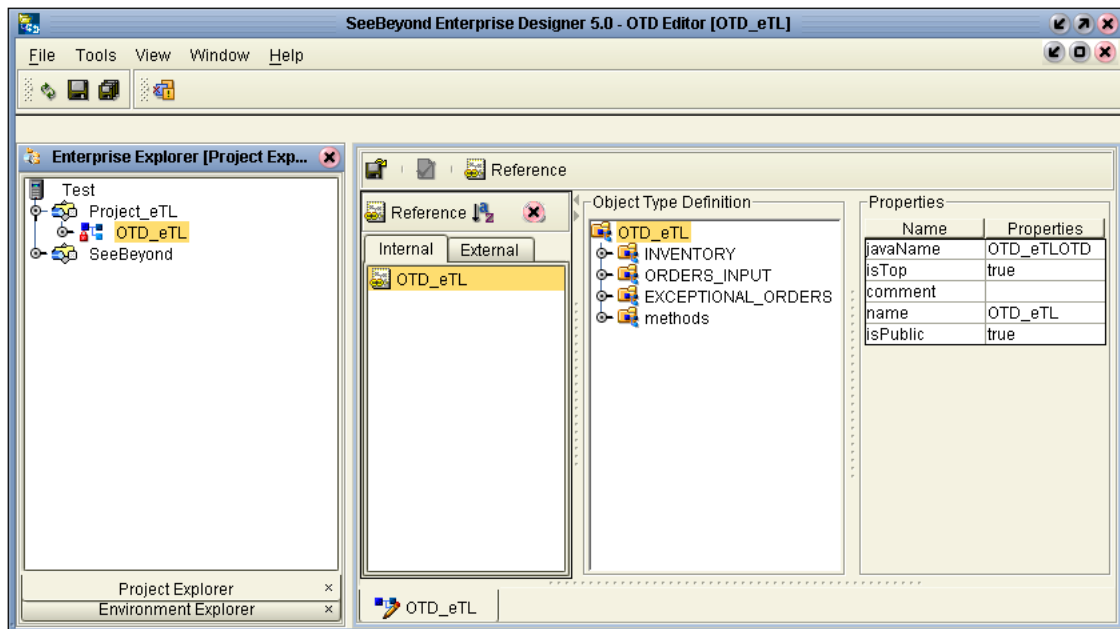 SeeBeyond Enterprise Designer 5.0 - OTD Editor [OTD_eTL]
File Tools View Window Help
Enterprise Explorer [Project Exp...
Test
Project_eTL
OTD_eTL
SeeBeyond
Project Explorer
Environment Explorer
Reference
Reference
Internal External
OTD_eTL
Object Type Definition
OTD_eTL
INVENTORY
ORDERS_INPUT
EXCEPTIONAL_ORDERS
methods
Properties
Name Properties
javaName OTD_eTLOTD
isTop true
comment
name OTD_eTL
isPublic true
OTD_eTL